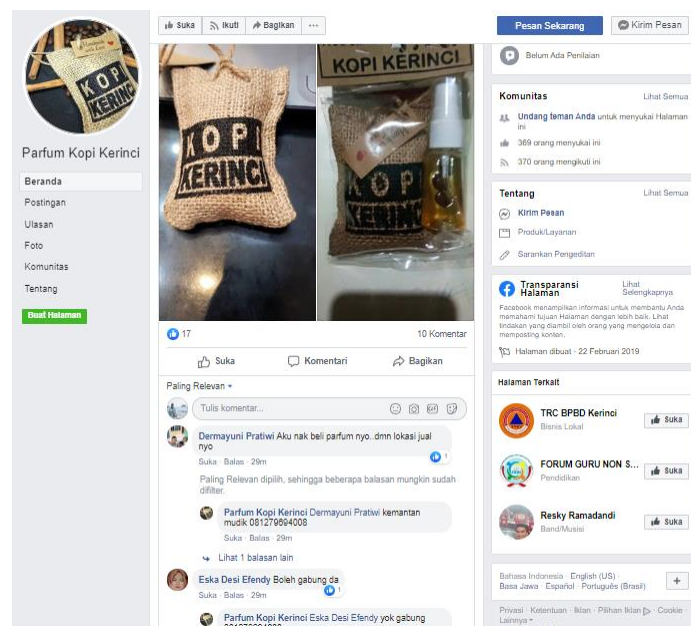 Suka
Ikuti
Bagikan
Pesan Sekarang
Kirim Pesan
KOPI
KERINCI
Parfum Kopi Kerinci
Beranda
Postingan
Ulasan
Foto
Komunitas
Tentang
Buat Halaman
KOPI
KERINCI
KOPI KERINCI
KOPI
KERINCI
17
10 Komentar
Suka
Komentari
Bagikan
Paling Relevan
Tulis komentar...
Dermayuni Pratiwi Aku nak beli parfum nyo..dmn lokasi jual
nyo
1
Suka · Balas · 29m
Paling Relevan dipilih, sehingga beberapa balasan mungkin sudah
difilter.
Parfum Kopi Kerinci Dermayuni Pratiwi kemantan
mudik 081279694008
Suka · Balas · 29m
Lihat 1 balasan lain
Eska Desi Efendy Boleh gabung da
1
Suka · Balas · 29m
Parfum Kopi Kerinci Eska Desi Efendy yok gabung
Belum Ada Penilaian
Komunitas
Lihat Semua
Undang teman Anda untuk menyukai Halaman
ini
369 orang menyukai ini
370 orang mengikuti ini
Tentang
Lihat Semua
Kirim Pesan
Produk/Layanan
Sarankan Pengeditan
Transparansi
Halaman
Lihat
Selengkapnya
Facebook menampilkan informasi untuk membantu Anda
memahami tujuan Halaman dengan lebih baik. Lihat
tindakan yang diambil oleh orang yang mengelola dan
memposting konten.
Halaman dibuat - 22 Februari 2019
Halaman Terkait
TRC BPBD Kerinci
Bisnis Lokal
Suka
FORUM GURU NON S...
Pendidikan
Suka
Resky Ramadandi
Band/Musisi
Suka
Bahasa Indonesia · English (US) ·
Basa Jawa · Español · Português (Brasil)
Privasi · Ketentuan · Iklan · Pilihan Iklan · Cookie ·
Lainnya